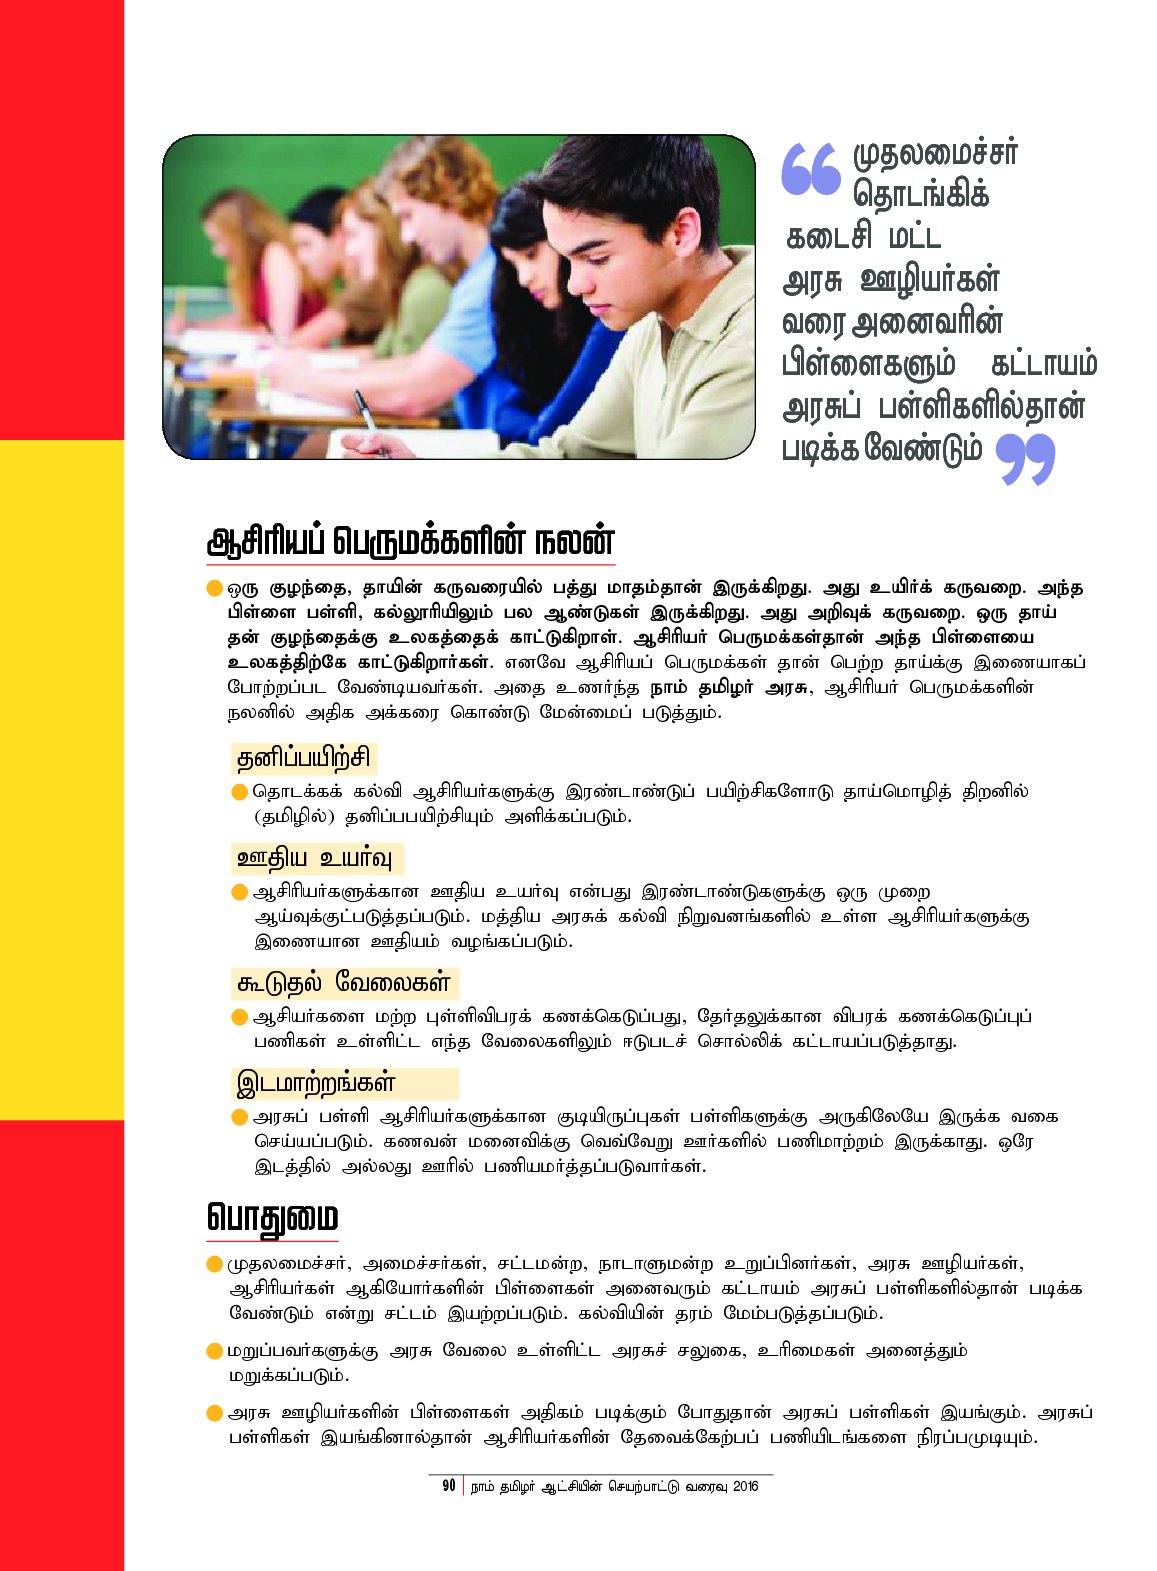 முதலமைச்சர்
தொடங்கிக்
கடைசி மட்ட
அரசு ஊழியர்கள்
வரை அனைவரின்
பிள்ளைகளும் கட்டாயம்
அரசுப் பள்ளிகளில்தான்
படிக்க வேண்டும்
ஆசிரியப் பெருமக்களின் நலன்
ஒரு குழந்தை, தாயின் கருவரையில் பத்து மாதம்தான் இருக்கிறது. அது உயிர்க் கருவறை. அந்த
பிள்ளை பள்ளி, கல்லூரியிலும் பல ஆண்டுகள் இருக்கிறது. அது அறிவுக் கருவறை. ஒரு தாய்
தன் குழந்தைக்கு உலகத்தைக் காட்டுகிறாள். ஆசிரியர் பெருமக்கள்தான் அந்த பிள்ளையை
உலகத்திற்கே காட்டுகிறார்கள். எனவே ஆசிரியப் பெருமக்கள் தான் பெற்ற தாய்க்கு இணையாகப்
போற்றப்பட வேண்டியவர்கள். அதை உணர்ந்த நாம் தமிழர் அரசு, ஆசிரியர் பெருமக்களின்
நலனில் அதிக அக்கரை கொண்டு மேன்மைப் படுத்தும்.
தனிப்பயிற்சி
தொடக்கக் கல்வி ஆசிரியர்களுக்கு இரண்டாண்டுப் பயிற்சிகளோடு தாய்மொழித் திறனில்
(தமிழில்) தனிப்பபயிற்சியும் அளிக்கப்படும்.
ஊதிய உயர்வு
ஆசிரியர்களுக்கான ஊதிய உயர்வு என்பது இரண்டாண்டுகளுக்கு ஒரு முறை
ஆய்வுக்குட்படுத்தப்படும். மத்திய அரசுக் கல்வி நிறுவனங்களில் உள்ள ஆசிரியர்களுக்கு
இணையான ஊதியம் வழங்கப்படும்.
கூடுதல் வேலைகள்
ஆசியர்களை மற்ற புள்ளிவிபரக் கணக்கெடுப்பது, தேர்தலுக்கான விபரக் கணக்கெடுப்புப்
பணிகள் உள்ளிட்ட எந்த வேலைகளிலும் ஈடுபடச் சொல்லிக் கட்டாயப்படுத்தாது.
இடமாற்றங்கள்
அரசுப் பள்ளி ஆசிரியர்களுக்கான குடியிருப்புகள் பள்ளிகளுக்கு அருகிலேயே இருக்க வகை
செய்யப்படும். கணவன் மனைவிக்கு வெவ்வேறு ஊர்களில் பணிமாற்றம் இருக்காது. ஒரே
இடத்தில் அல்லது ஊரில் பணியமர்த்தப்படுவார்கள்.
பொதுமை
முதலமைச்சர், அமைச்சர்கள், சட்டமன்ற, நாடாளுமன்ற உறுப்பினர்கள், அரசு ஊழியர்கள்,
ஆசிரியர்கள் ஆகியோர்களின் பிள்ளைகள் அனைவரும் கட்டாயம் அரசுப் பள்ளிகளில்தான் படிக்க
வேண்டும் என்று சட்டம் இயற்றப்படும். கல்வியின் தரம் மேம்படுத்தப்படும்.
மறுப்பவர்களுக்கு அரசு வேலை உள்ளிட்ட அரசுச் சலுகை, உரிமைகள் அனைத்தும்
மறுக்கப்படும்.
அரசு ஊழியர்களின் பிள்ளைகள் அதிகம் படிக்கும் போதுதான் அரசுப் பள்ளிகள் இயங்கும். அரசுப்
பள்ளிகள் இயங்கினால்தான் ஆசிரியர்களின் தேவைக்கேற்பப் பணியிடங்களை நிரப்பமுடியும்.
90 நாம் தமிழர் ஆட்சியின் செயற்பாட்டு வரைவு 2016